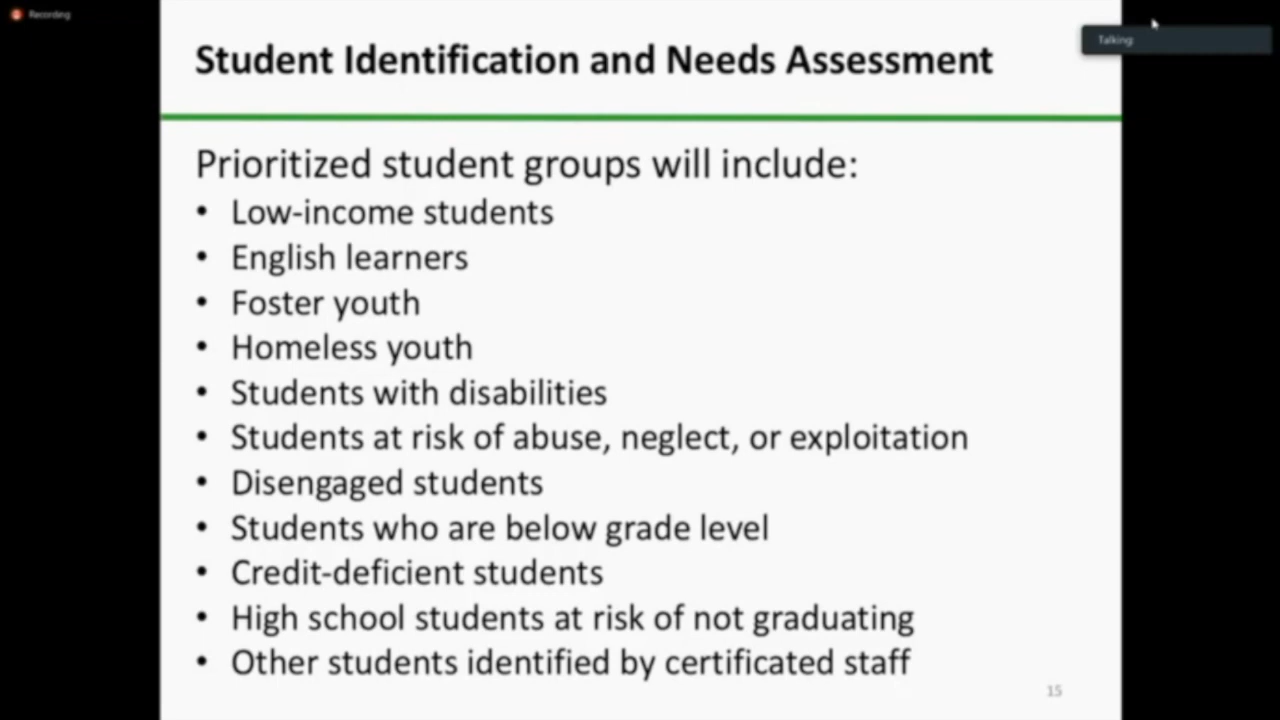 Recording
Talking:
Student Identification and Needs Assessment
Prioritized student groups will include:
• Low-income students
• English learners
• Foster youth
• Homeless youth
• Students with disabilities
• Students at risk of abuse, neglect, or exploitation
• Disengaged students
• Students who are below grade level
• Credit-deficient students
• High school students at risk of not graduating
• Other students identified by certificated staff
15